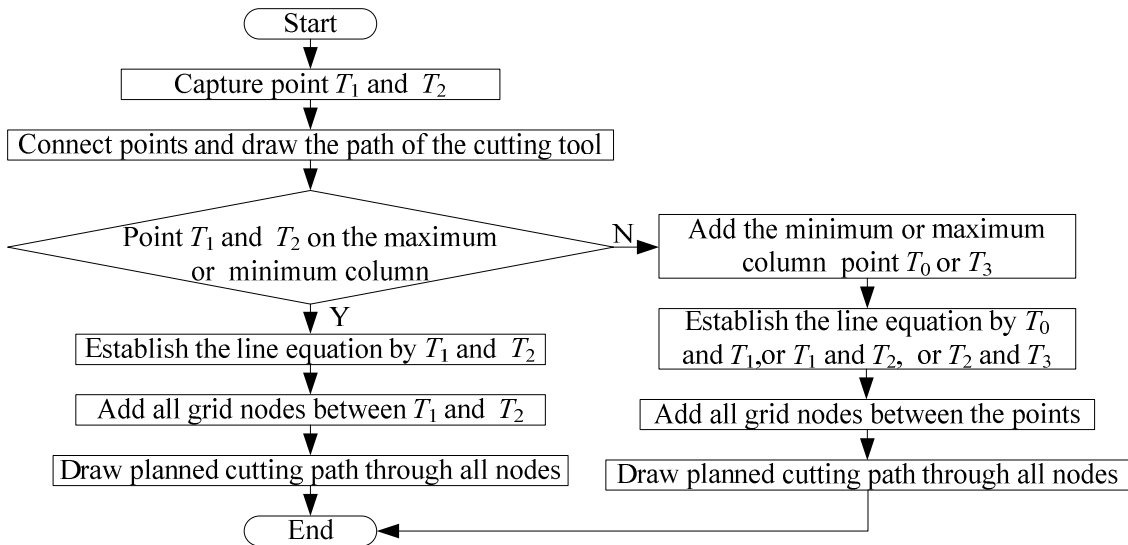 Start
Capture point T1 and T2
Connect points and draw the path of the cutting tool
Point T1 and T2 on the maximum
or minimum column
N
Y
Establish the line equation by T1 and T2
Add all grid nodes between T1 and T2
Draw planned cutting path through all nodes
Add the minimum or maximum
column point T0 or T3
Establish the line equation by T0
and T1,or T1 and T2, or T2 and T3
Add all grid nodes between the points
Draw planned cutting path through all nodes
End